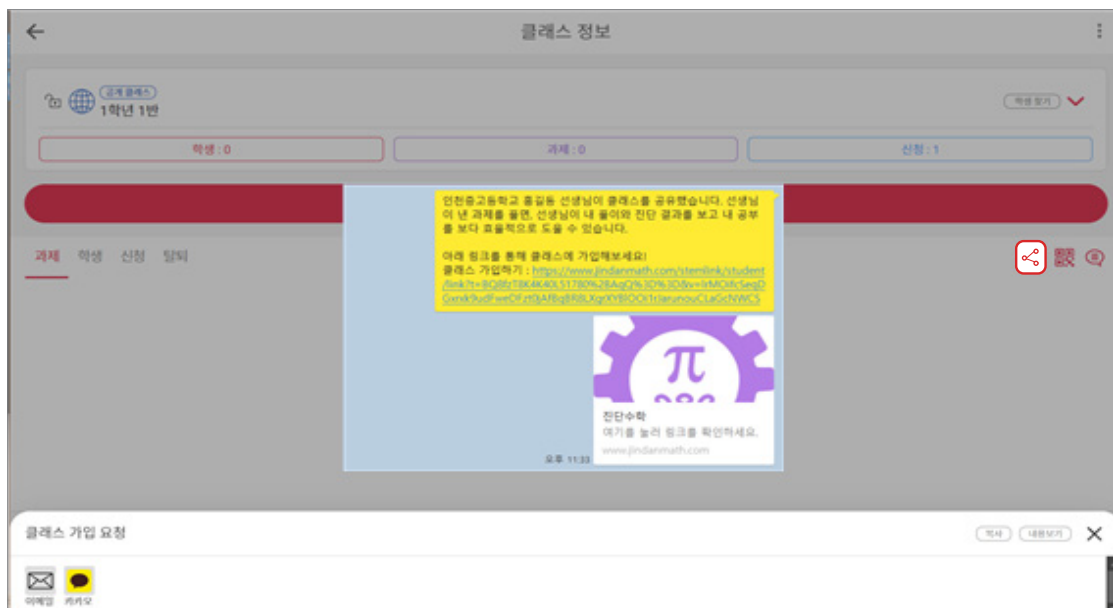 클래스 정보
공개 클래스
1학년 1반
학생 찾기
학생 : 0
과제 : 0
신청 : 1
인천중고등학교 홍길동 선생님이 클래스를 공유했습니다. 선생님
이 낸 과제를 풀면, 선생님이 내 풀이와 진단 결과를 보고 내 공부
를 보다 효율적으로 도울 수 있습니다.
아래 링크를 통해 클래스에 가입해보세요!
클래스 가입하기 : https://www.jindanmath.com/stemlink/student
과제 학생 신청 탈퇴
π
진단수학
여기를 눌러 링크를 확인하세요.
www.jindanmath.com
오후 11:33
클래스 가입 요청
복사 내용보기
이메일 카카오